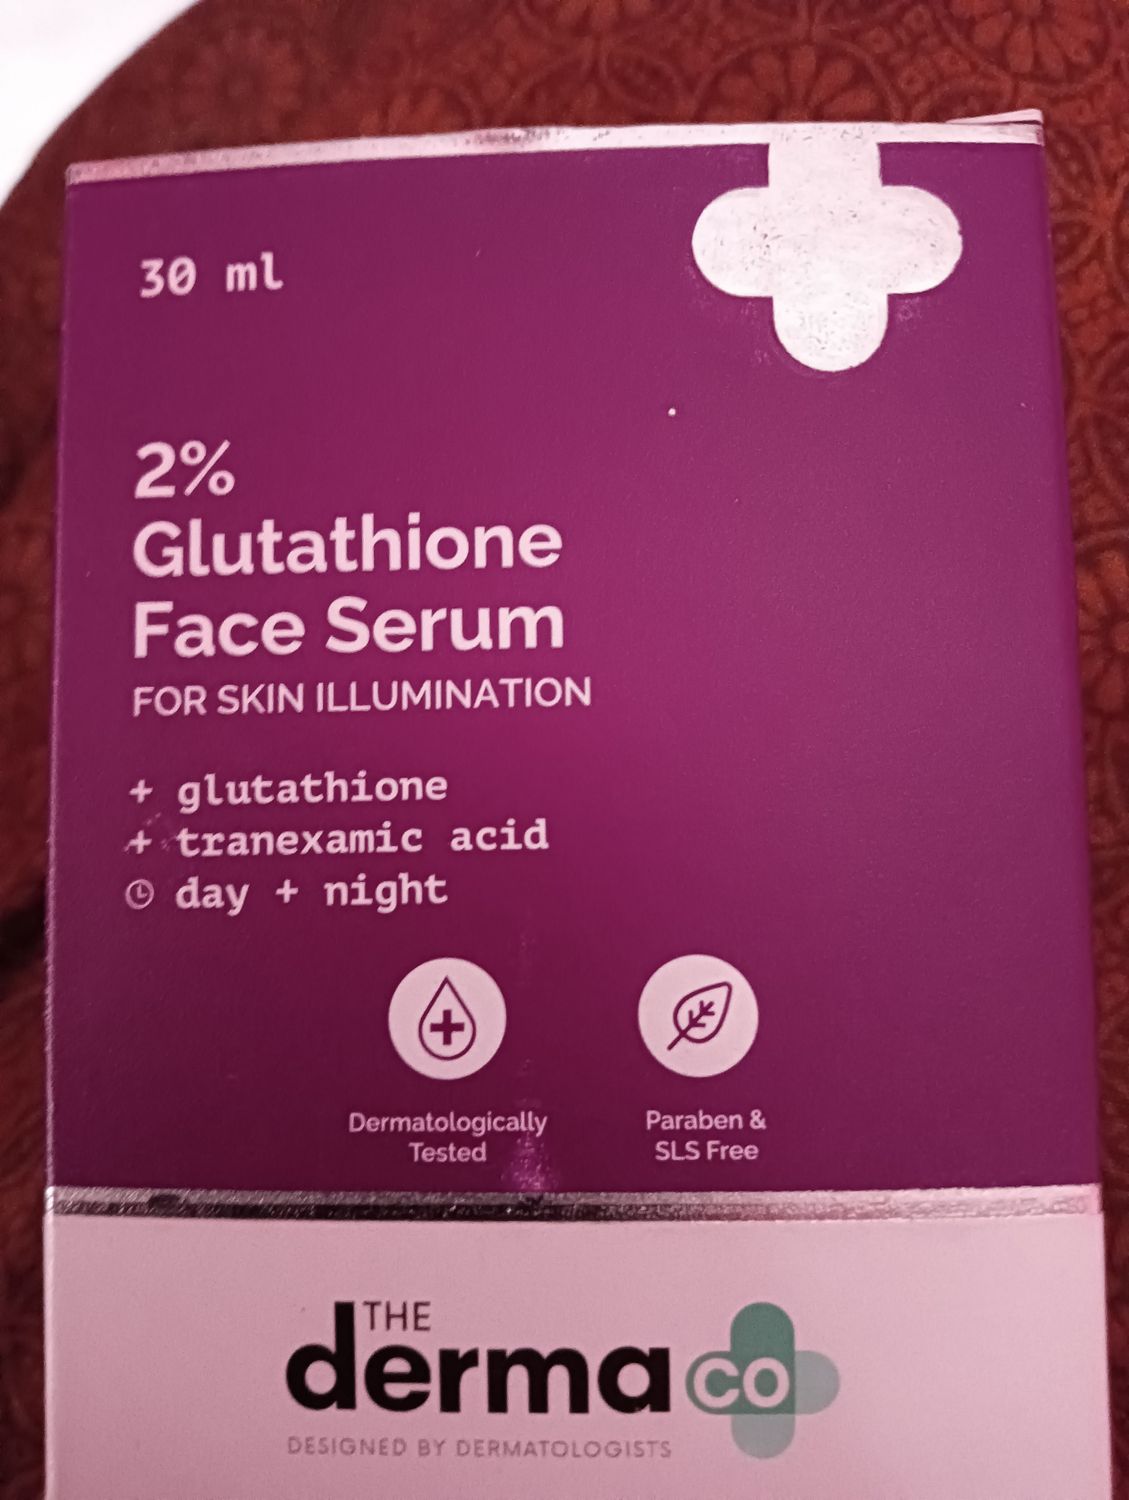 30 ml
2%
Glutathione
Face Serum
FOR SKIN ILLUMINATION
+ glutathione
+ tranexamic acid
day + night
Dermatologically
Tested
Paraben &
SLS Free
THE
derma co
DESIGNED BY DERMATOLOGISTS